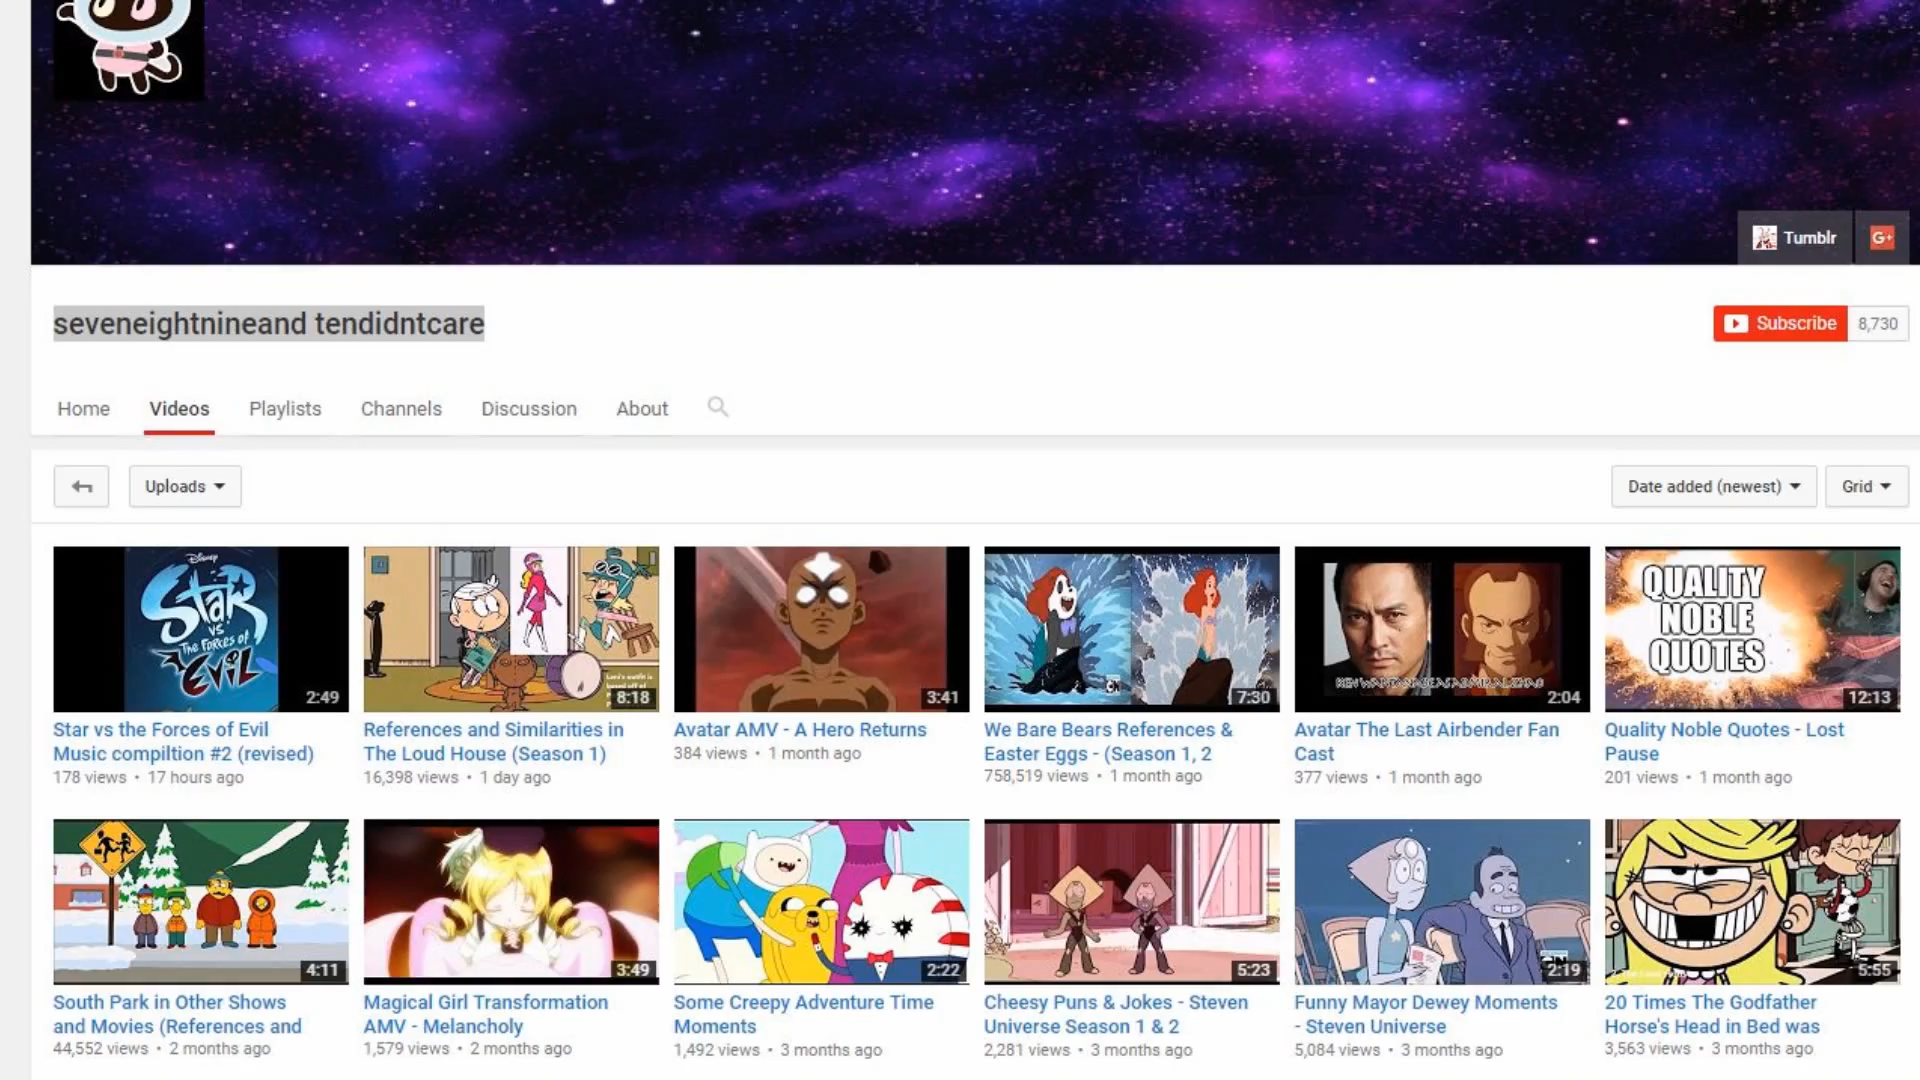 Tumblr
G+
seveneightnineand tendidntcare
Subscribe 8,730
Home Videos Playlists Channels Discussion About
Uploads
Date added (newest) Grid
Disney
StaR
vs
The Forces of
EviL
2:49
8:18
3:41
CN
7:30
KEN WATANABE AS ADMIRAL ZHAO
2:04
QUALITY
NOBLE
QUOTES
12:13
Star vs the Forces of Evil
Music compiltion #2 (revised)
178 views • 17 hours ago
References and Similarities in
The Loud House (Season 1)
16,398 views • 1 day ago
Avatar AMV - A Hero Returns
384 views • 1 month ago
We Bare Bears References &
Easter Eggs - (Season 1, 2
758,519 views • 1 month ago
Avatar The Last Airbender Fan
Cast
377 views • 1 month ago
Quality Noble Quotes - Lost
Pause
201 views • 1 month ago
4:11
3:49
2:22
5:23
2:19
5:55
South Park in Other Shows
and Movies (References and
44,552 views • 2 months ago
Magical Girl Transformation
AMV - Melancholy
1,579 views • 2 months ago
Some Creepy Adventure Time
Moments
1,492 views • 3 months ago
Cheesy Puns & Jokes - Steven
Universe Season 1 & 2
2,281 views • 3 months ago
Funny Mayor Dewey Moments
- Steven Universe
5,084 views • 3 months ago
20 Times The Godfather
Horse's Head in Bed was
3,563 views • 3 months ago